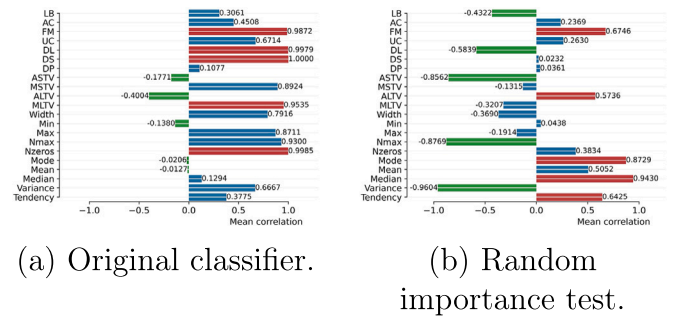 LB 0.3061
AC 0.4508
FM 0.9872
UC 0.6714
DL 0.9979
DS 1.0000
DP 0.1077
ASTV -0.1771
MSTV 0.8924
ALTV -0.4004
MLTV 0.9535
Width 0.7916
Min -0.1380
Max 0.8711
Nmax 0.9300
Nzeros 0.9985
Mode -0.0206
Mean -0.0127
Median 0.1294
Variance 0.6667
Tendency 0.3775
−1.0 −0.5 0.0 0.5 1.0
Mean correlation
(a) Original classifier.
LB -0.4322
AC 0.2369
FM 0.6746
UC 0.2630
DL -0.5839
DS 0.0232
DP 0.0361
ASTV -0.8562
MSTV -0.1315
ALTV 0.5736
MLTV -0.3207
Width -0.3690
Min 0.0438
Max -0.1914
Nmax -0.8769
Nzeros 0.3834
Mode 0.8729
Mean 0.5052
Median 0.9430
Variance -0.9604
Tendency 0.6425
−1.0 −0.5 0.0 0.5 1.0
Mean correlation
(b) Random
importance test.